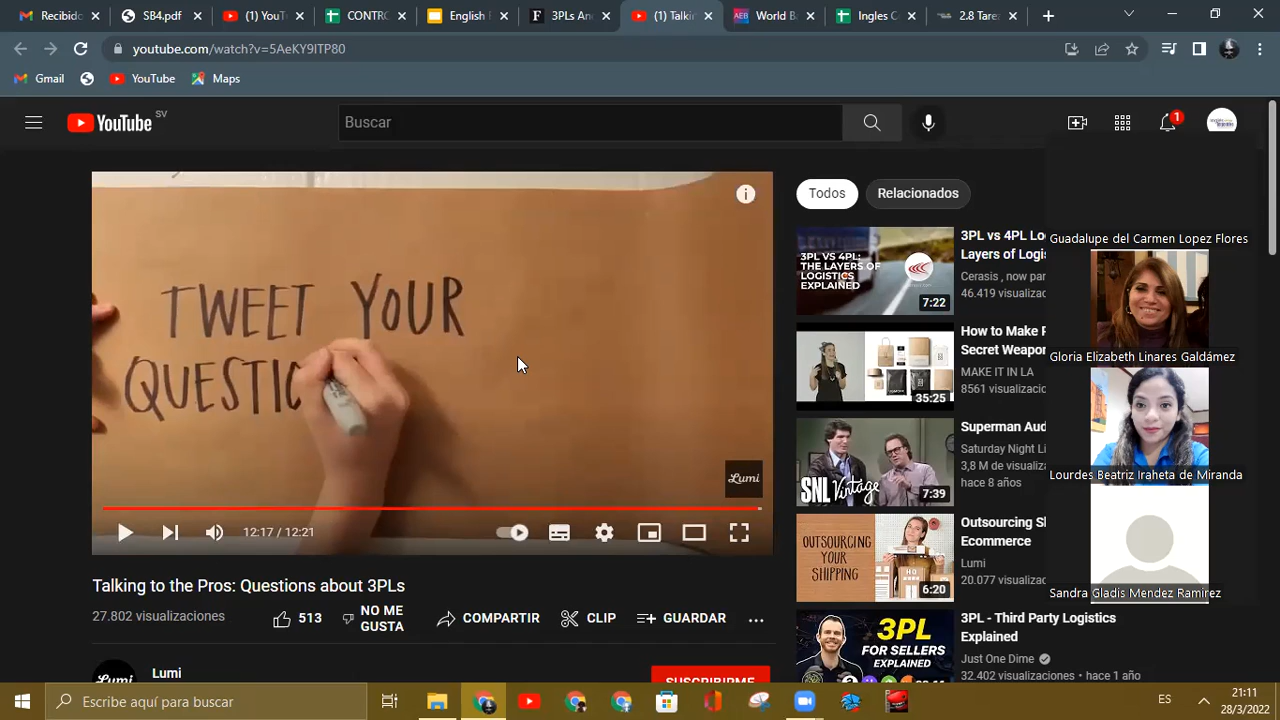 Recibido
SB4.pdf
(1) YouT
CONTRO
English F
3PLs An
(1) Talkin
World B
Ingles C
2.8 Tare
youtube.com/watch?v=5AeKY9lTP80
Gmail
YouTube
Maps
YouTube SV
Buscar
1
TWEET YOUR
QUESTIO
Lumi
12:17 / 12:21
Talking to the Pros: Questions about 3PLs
27.802 visualizaciones
513
NO ME
GUSTA
COMPARTIR
CLIP
GUARDAR
Lumi
SUSCRIBIRME
Todos
Relacionados
3PL VS 4PL:
THE LAYERS OF
LOGISTICS
EXPLAINED
7:22
3PL vs 4PL Lo
Layers of Logis
Cerasis , now par
46.419 visualizac
35:25
How to Make P
Secret Weapon
MAKE IT IN LA
8561 visualizacio
SNL Vintage
7:39
Superman Aud
Saturday Night Li
3,8 M de visualiza
hace 8 años
OUTSOURCING
YOUR
SHIPPING
6:20
Outsourcing Sh
Ecommerce
Lumi
20.077 visualizac
3PL
FOR SELLERS
EXPLAINED
3PL - Third Party Logistics
Explained
Just One Dime
32.402 visualizaciones • hace 1 año
Guadalupe del Carmen Lopez Flores
Gloria Elizabeth Linares Galdámez
Lourdes Beatriz Iraheta de Miranda
Sandra Gladis Mendez Ramirez
Escribe aquí para buscar
ES
21:11
28/3/2022